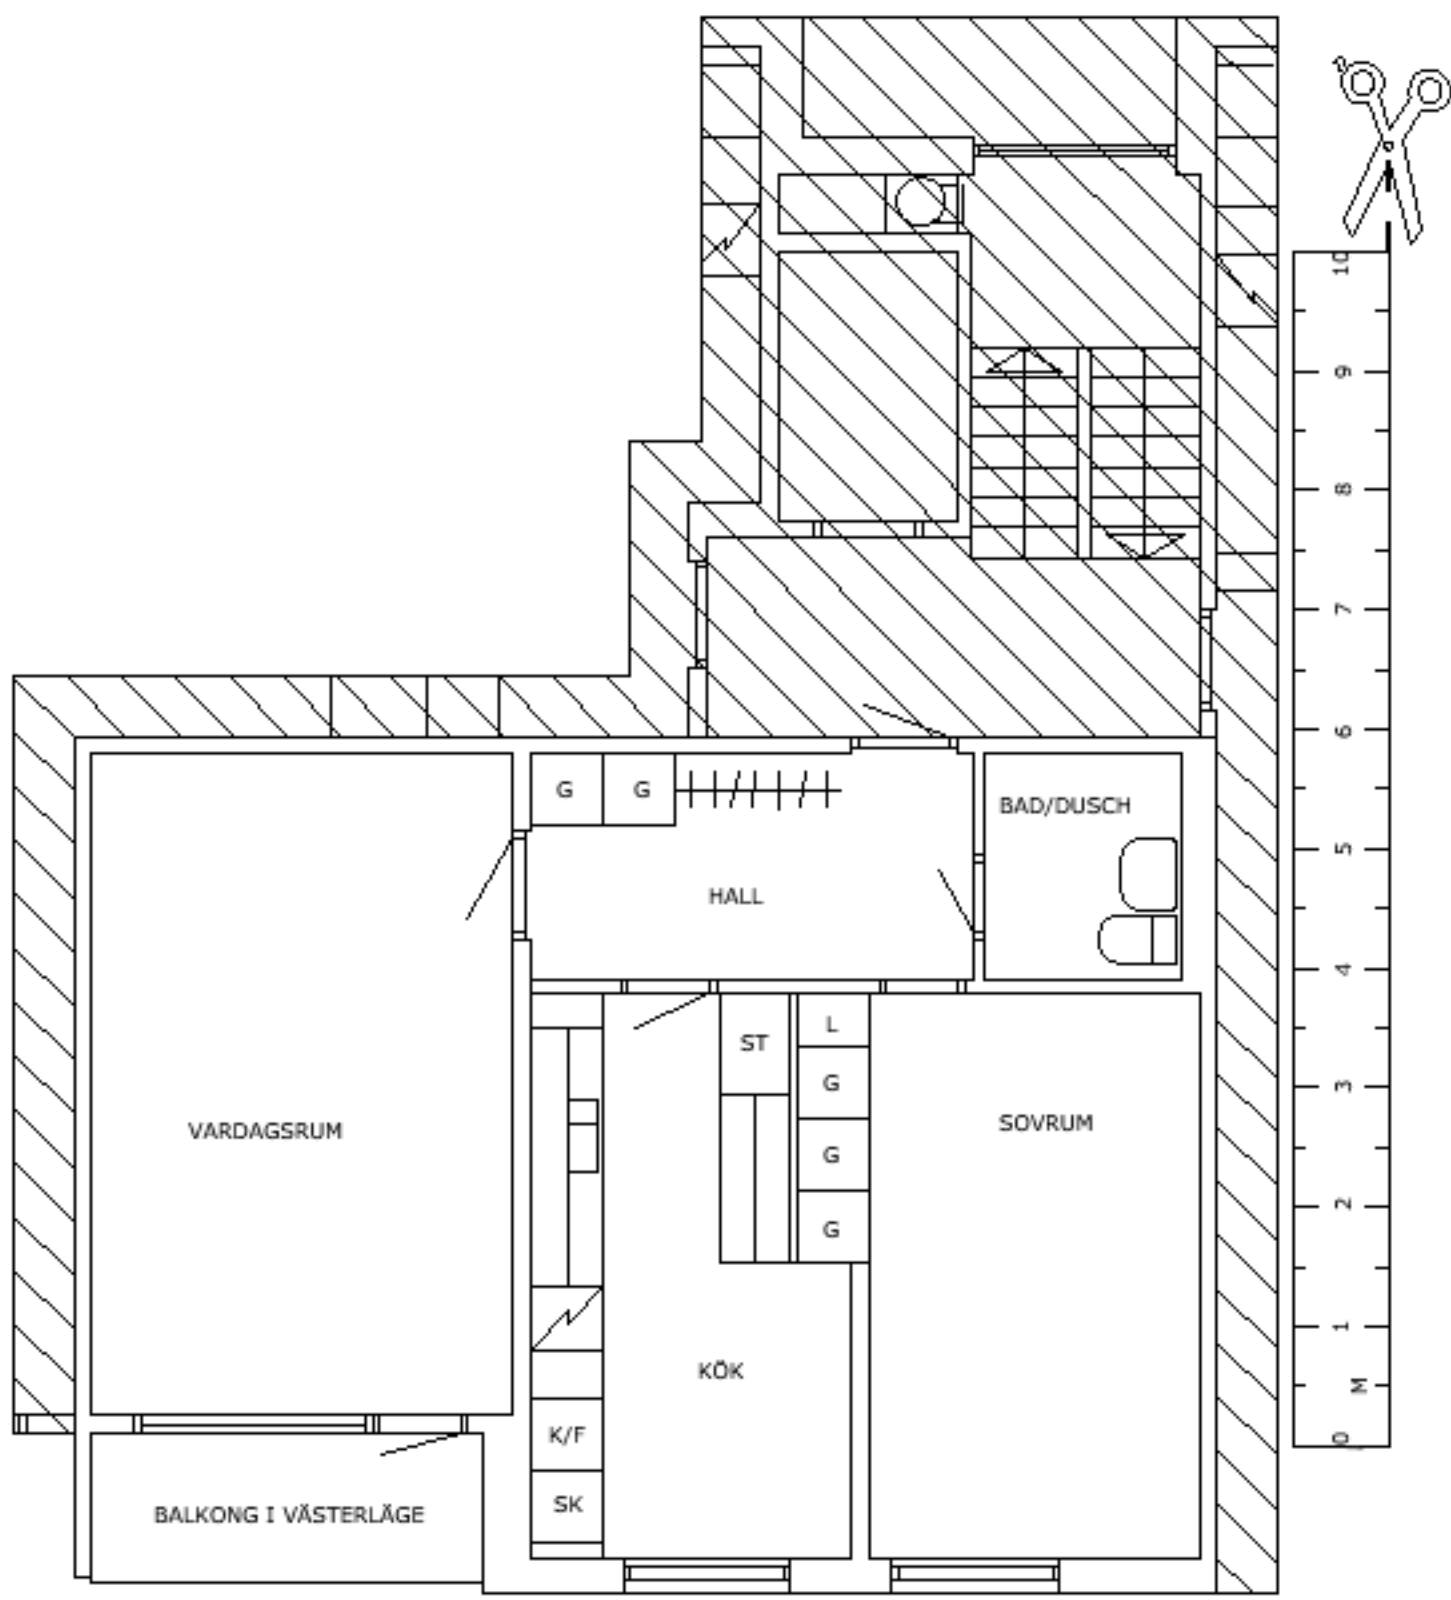 10
9
8
7
6
G
G
BAD/DUSCH
5
HALL
4
L
ST
G
3
VARDAGSRUM
SOVRUM
G
2
G
1
KÖK
M
K/F
0
SK
BALKONG I VÄSTERLÄGE